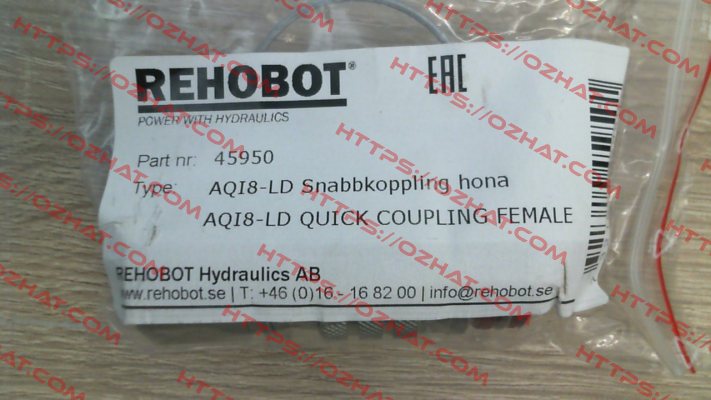 REHOBOT®
EAC
POWER WITH HYDRAULICS
Part nr: 45950
Type: AQI8-LD Snabbkoppling hona
AQI8-LD QUICK COUPLING FEMALE
REHOBOT Hydraulics AB
www.rehobot.se | T: +46 (0)16 - 16 82 00 | info@rehobot.se
HTTPS://OZHAT.COM